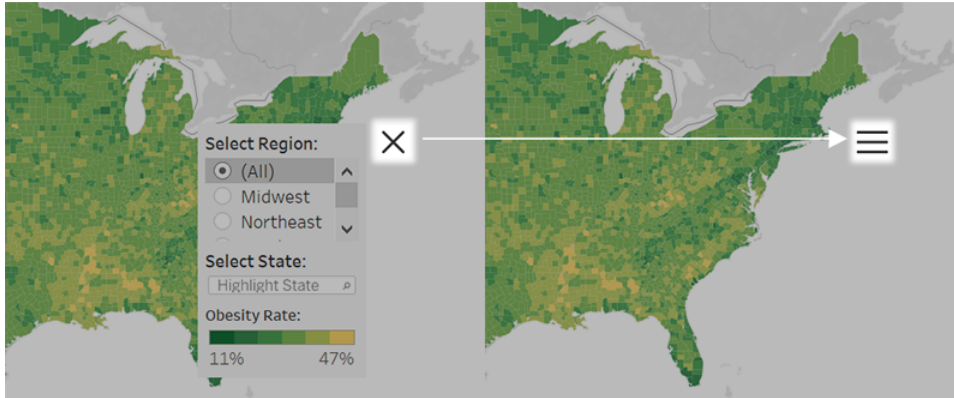 Select Region:
(All)
Midwest
Northeast
Select State:
Highlight State
Obesity Rate:
11% 47%